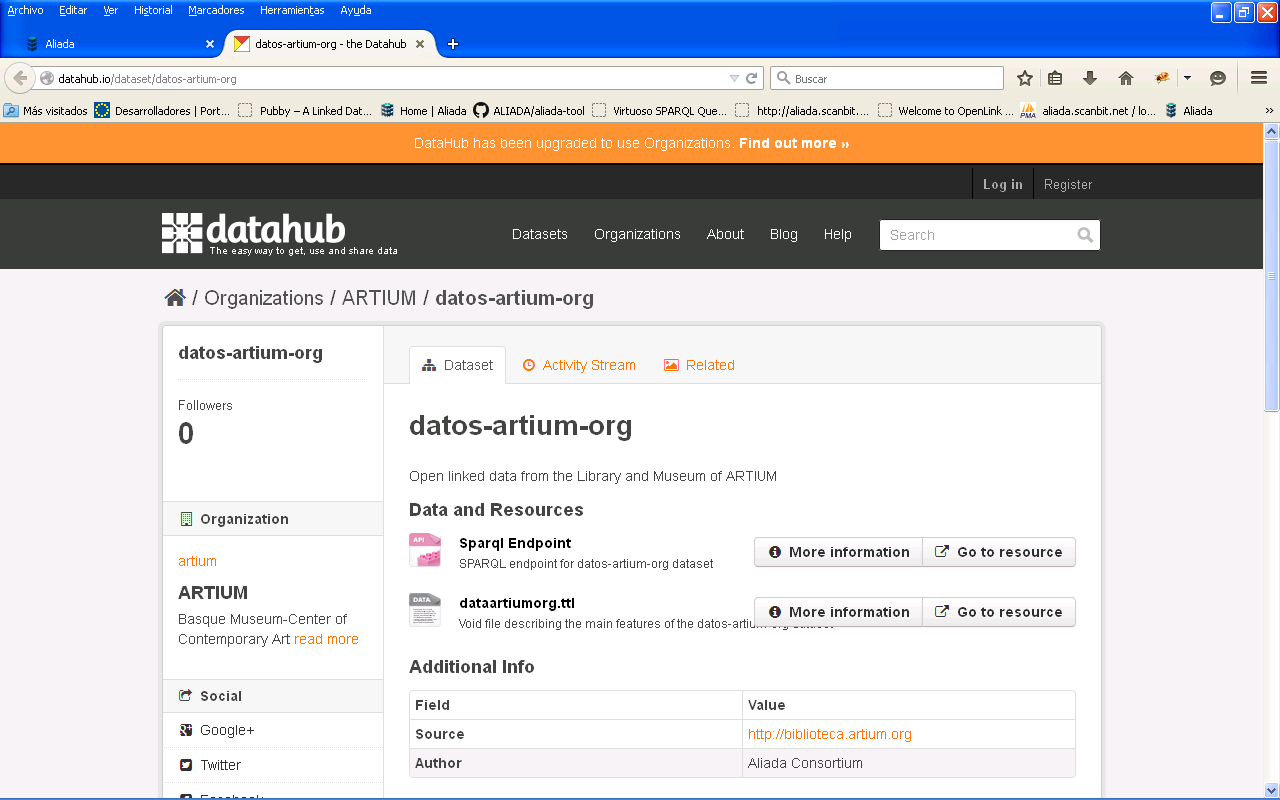 Archivo Editar Ver Historial Marcadores Herramientas Ayuda
Aliada datos-artium-org - the Datahub
datahub.io/dataset/datos-artium-org Buscar
Más visitados Desarrolladores | Port... Pubby – A Linked Dat... Home | Aliada ALIADA/aliada-tool Virtuoso SPARQL Que... http://aliada.scanbit.... Welcome to OpenLink ... PMA aliada.scanbit.net / lo... Aliada »
DataHub has been upgraded to use Organizations. Find out more »
Log in Register
datahub
The easy way to get, use and share data
Datasets Organizations About Blog Help Search
/ Organizations / ARTIUM / datos-artium-org
datos-artium-org
Followers
0
Organization
artium
ARTIUM
Basque Museum-Center of
Contemporary Art read more
Social
Google+
Twitter
Facebook
Dataset Activity Stream Related
datos-artium-org
Open linked data from the Library and Museum of ARTIUM
Data and Resources
API
Sparql Endpoint
SPARQL endpoint for datos-artium-org dataset
More information Go to resource
DATA
dataartiumorg.ttl
Void file describing the main features of the datos-artium-org dataset
More information Go to resource
Additional Info
Field Value
Source http://biblioteca.artium.org
Author Aliada Consortium